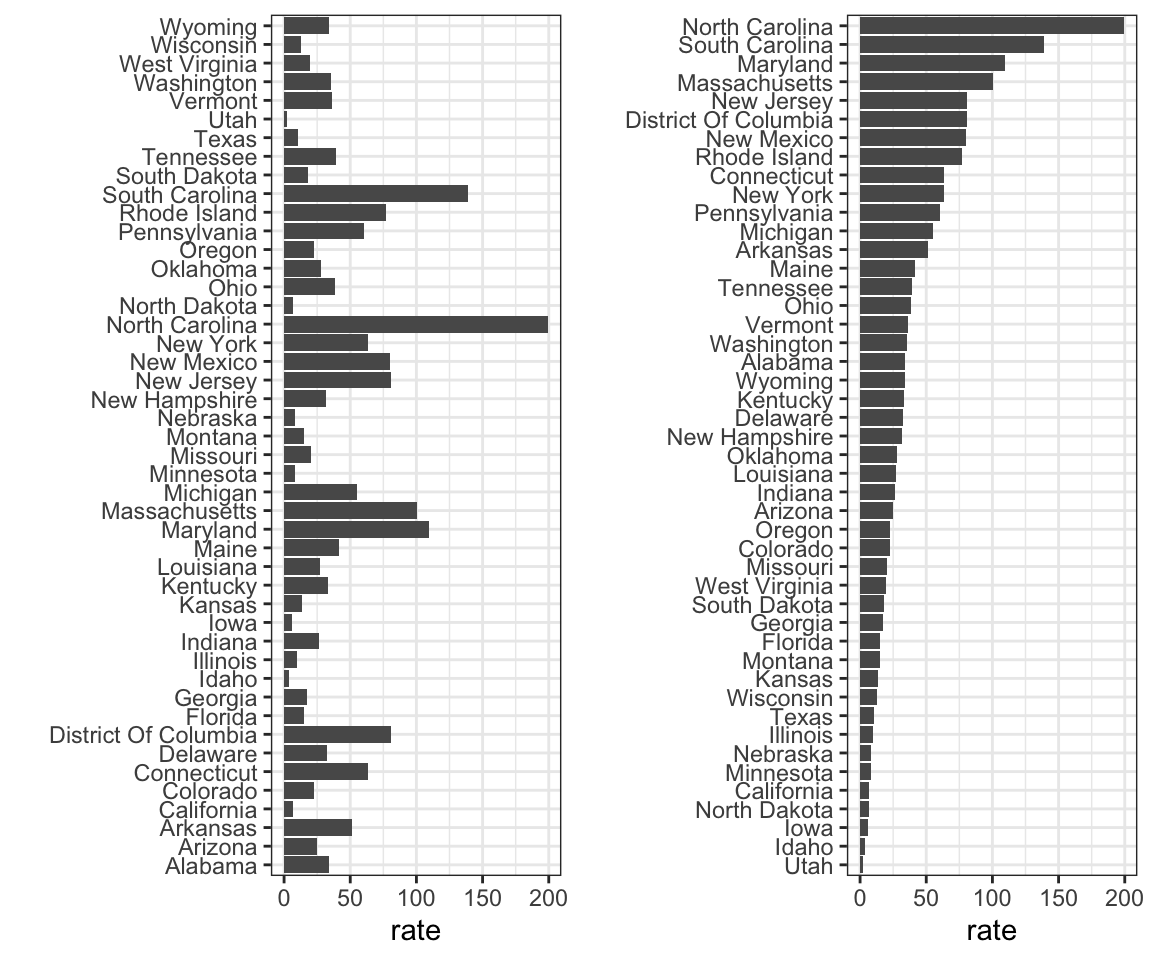 Wyoming
Wisconsin
West Virginia
Washington
Vermont
Utah
Texas
Tennessee
South Dakota
South Carolina
Rhode Island
Pennsylvania
Oregon
Oklahoma
Ohio
North Dakota
North Carolina
New York
New Mexico
New Jersey
New Hampshire
Nebraska
Montana
Missouri
Minnesota
Michigan
Massachusetts
Maryland
Maine
Louisiana
Kentucky
Kansas
Iowa
Indiana
Illinois
Idaho
Georgia
Florida
District Of Columbia
Delaware
Connecticut
Colorado
California
Arkansas
Arizona
Alabama
0 50 100 150 200
rate
North Carolina
South Carolina
Maryland
Massachusetts
New Jersey
District Of Columbia
New Mexico
Rhode Island
Connecticut
New York
Pennsylvania
Michigan
Arkansas
Maine
Tennessee
Ohio
Vermont
Washington
Alabama
Wyoming
Kentucky
Delaware
New Hampshire
Oklahoma
Louisiana
Indiana
Arizona
Oregon
Colorado
Missouri
West Virginia
South Dakota
Georgia
Florida
Montana
Kansas
Wisconsin
Texas
Illinois
Nebraska
Minnesota
California
North Dakota
Iowa
Idaho
Utah
0 50 100 150 200
rate